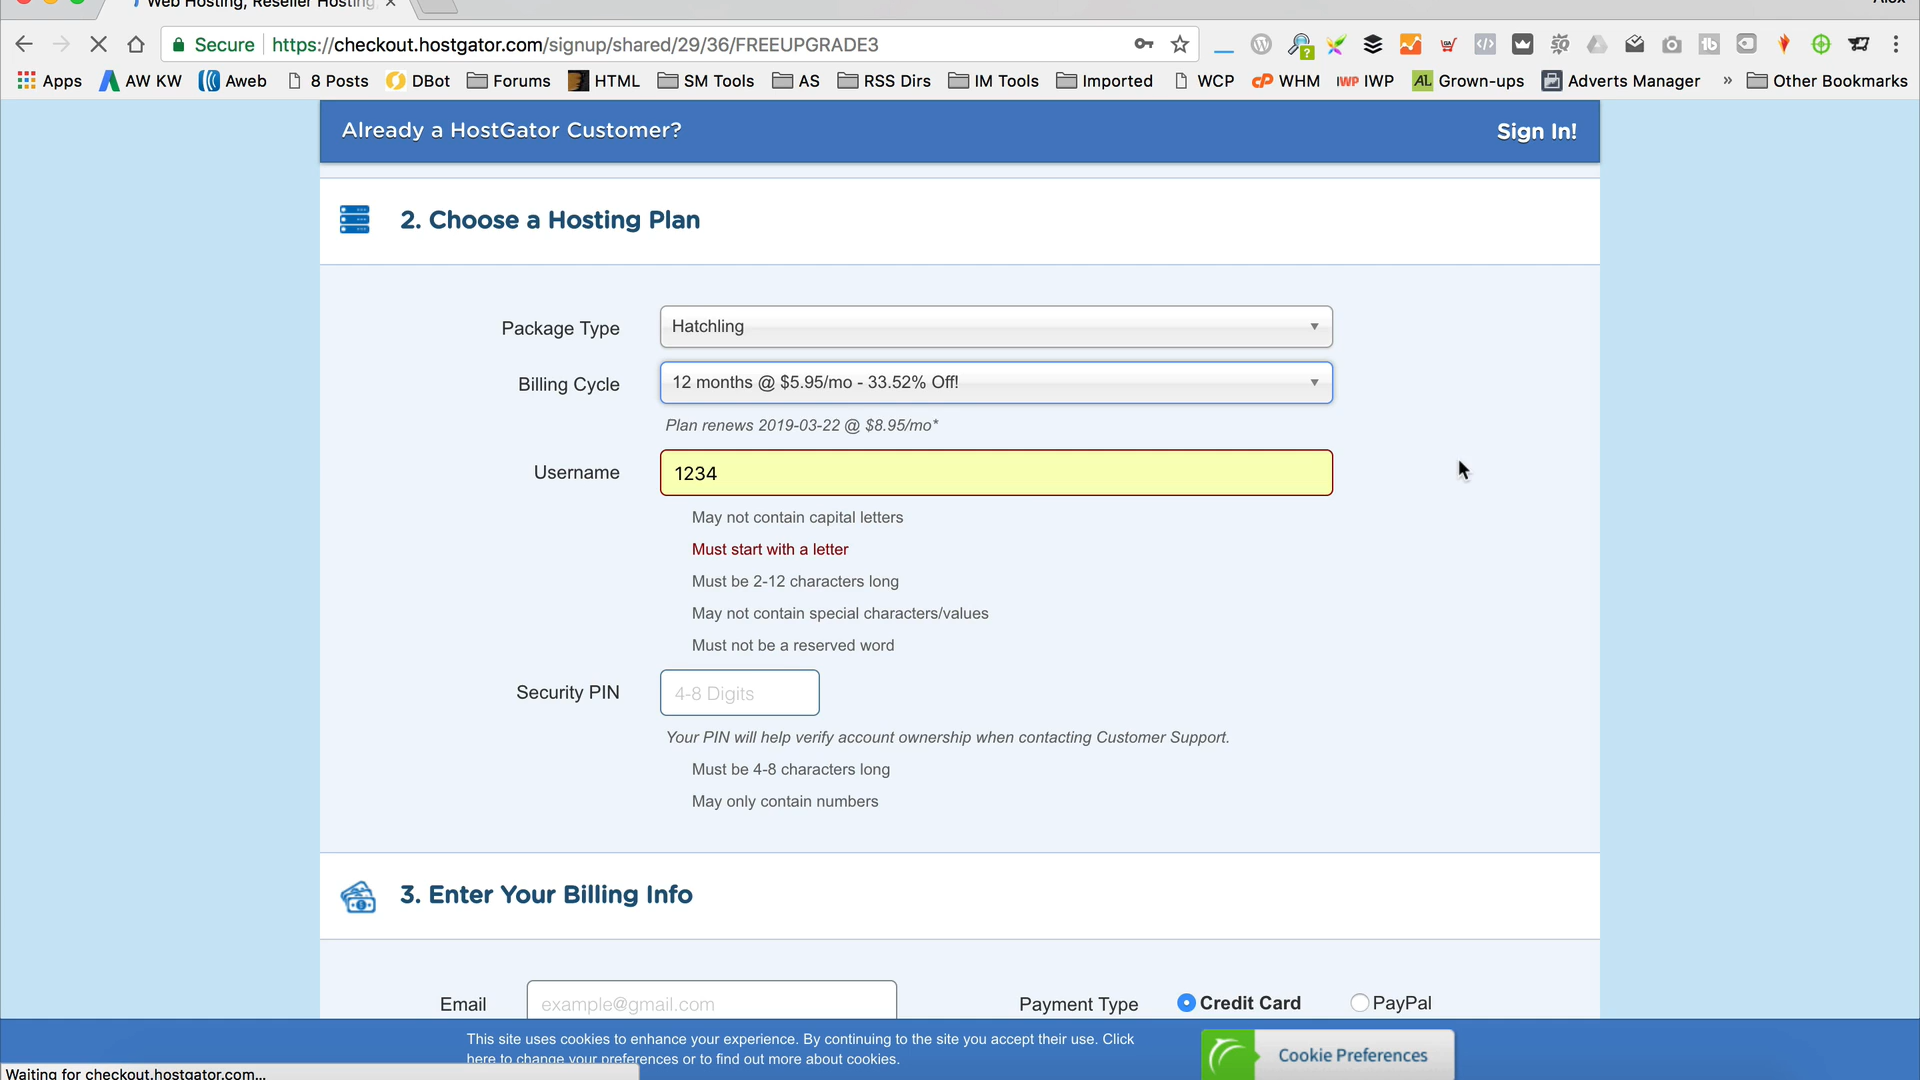 Web Hosting, Reseller Hosting,
Alex
Secure https://checkout.hostgator.com/signup/shared/29/36/FREEUPGRADE3
Apps AW KW Aweb 8 Posts DBot Forums HTML SM Tools AS RSS Dirs IM Tools Imported WCP cP WHM IWP IWP AL Grown-ups Adverts Manager » Other Bookmarks
Already a HostGator Customer? Sign In!
2. Choose a Hosting Plan
Package Type Hatchling
Billing Cycle 12 months @ $5.95/mo - 33.52% Off!
Plan renews 2019-03-22 @ $8.95/mo*
Username 1234
May not contain capital letters
Must start with a letter
Must be 2-12 characters long
May not contain special characters/values
Must not be a reserved word
Security PIN 4-8 Digits
Your PIN will help verify account ownership when contacting Customer Support.
Must be 4-8 characters long
May only contain numbers
3. Enter Your Billing Info
Email example@gmail.com Payment Type Credit Card PayPal
This site uses cookies to enhance your experience. By continuing to the site you accept their use. Click
here to change your preferences or to find out more about cookies.
Cookie Preferences
Waiting for checkout.hostgator.com...